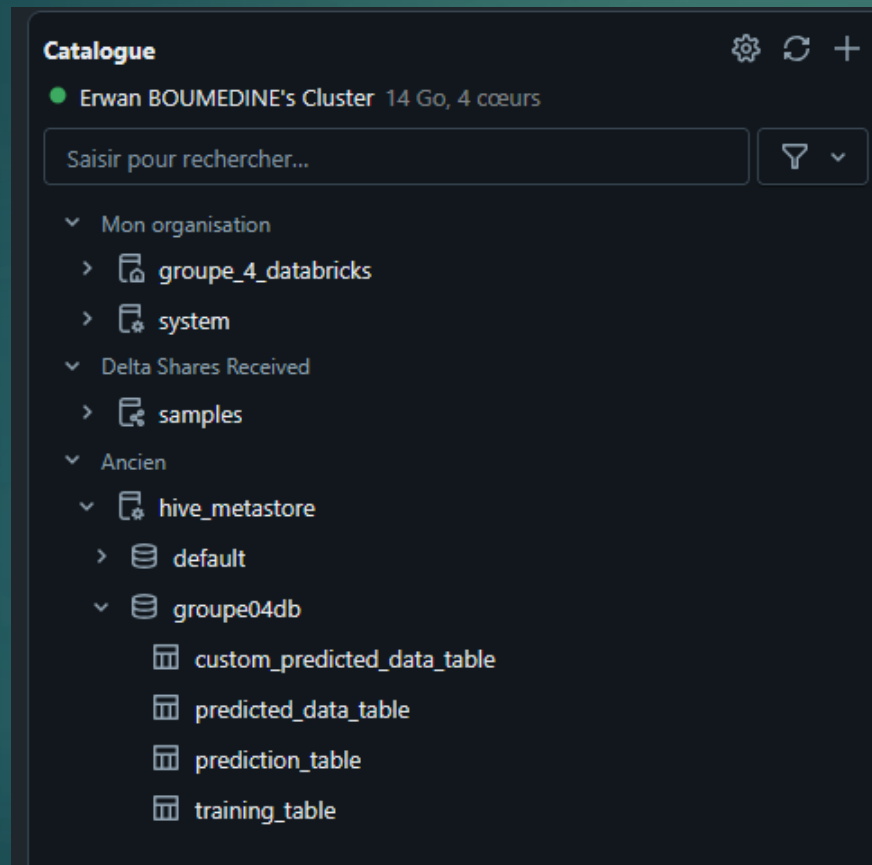 Catalogue
Erwan BOUMEDINE's Cluster 14 Go, 4 cœurs
Saisir pour rechercher...
Mon organisation
groupe_4_databricks
system
Delta Shares Received
samples
Ancien
hive_metastore
default
groupe04db
custom_predicted_data_table
predicted_data_table
prediction_table
training_table